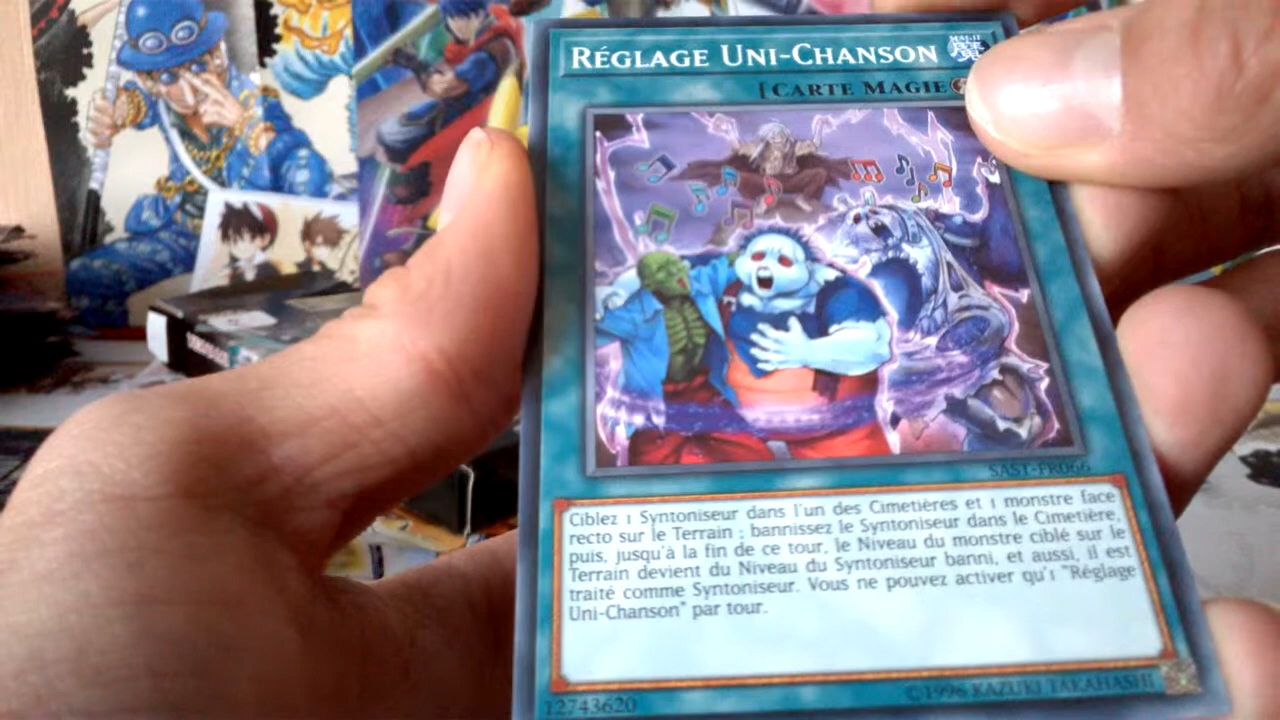 RÉGLAGE UNI-CHANSON
[CARTE MAGIE
SAST-FR066
Ciblez 1 Syntoniseur dans l'un des Cimetières et 1 monstre face
recto sur le Terrain ; bannissez le Syntoniseur dans le Cimetière,
puis, jusqu'à la fin de ce tour, le Niveau du monstre ciblé sur le
Terrain devient du Niveau du Syntoniseur banni, et aussi, il est
traité comme Syntoniseur. Vous ne pouvez activer qu'1 "Réglage
Uni-Chanson" par tour.
12743620
©1996 KAZUKI TAKAHASHI